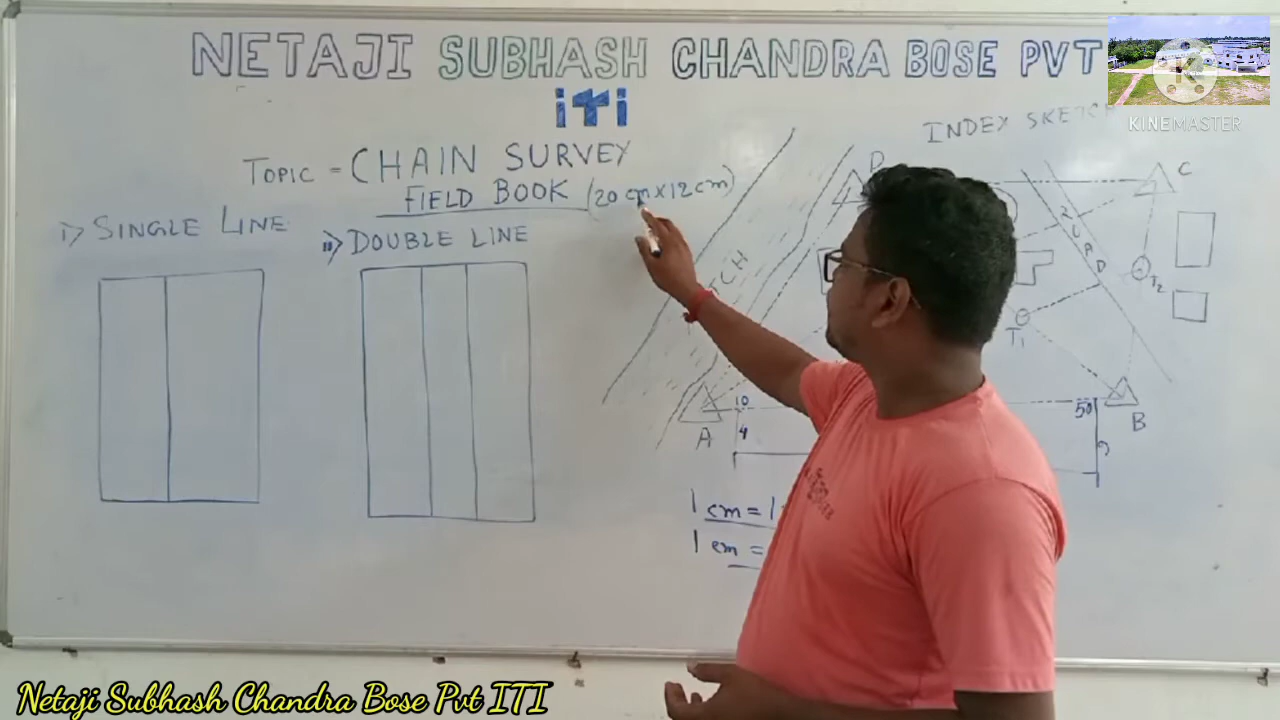 NETAJI SUBHASH CHANDRA BOSE PVT
iTi
KINEMASTER
INDEX SKETCH
TOPIC = CHAIN SURVEY
FIELD BOOK (20 cm x 12 cm)
i) SINGLE LINE
ii) DOUBLE LINE
D
C
T2
T1
A
10
4
50
B
1 cm = 1
1 cm =
Netaji Subhash Chandra Bose Pvt ITI